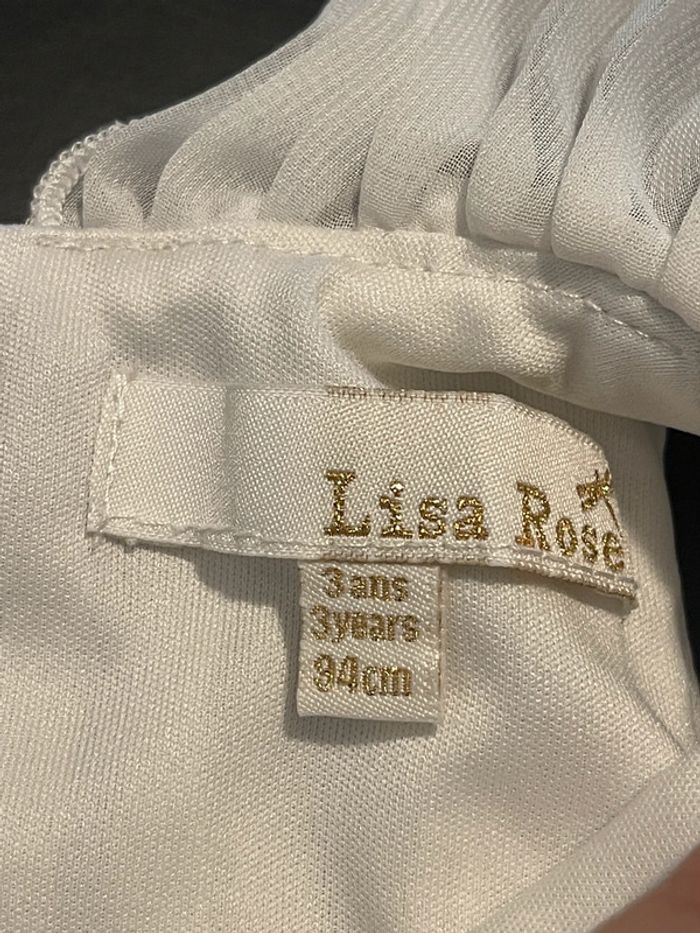 Lisa Rose
3 ans
3years
94cm